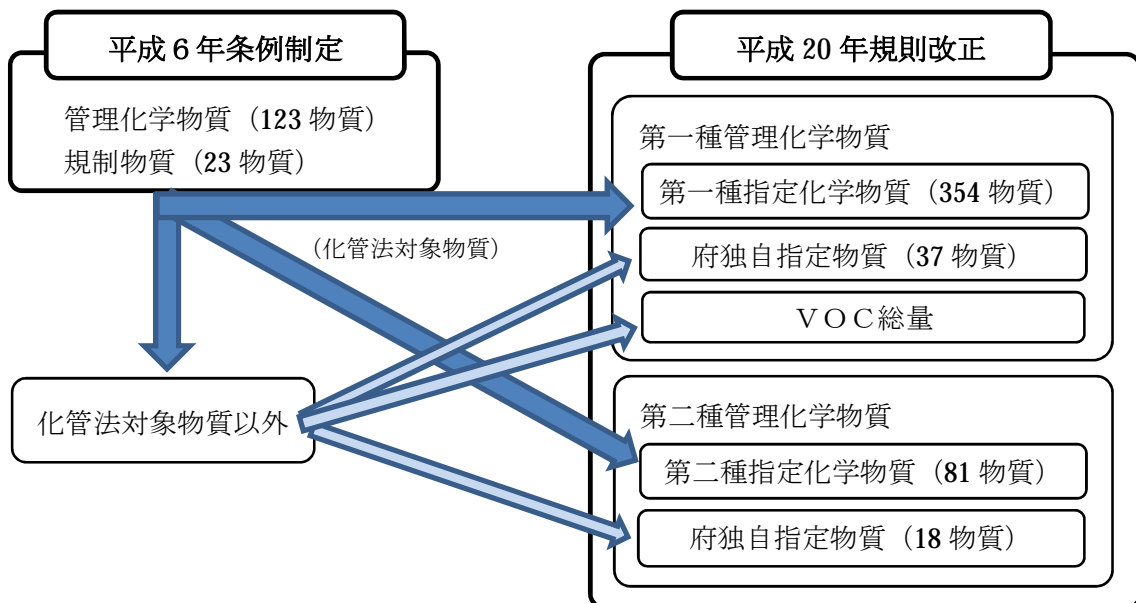 平成６年条例制定
管理化学物質（123 物質）
規制物質（23 物質）
（化管法対象物質）
化管法対象物質以外
平成 20 年規則改正
第一種管理化学物質
第一種指定化学物質（354 物質）
府独自指定物質（37 物質）
ＶＯＣ総量
第二種管理化学物質
第二種指定化学物質（81 物質）
府独自指定物質（18 物質）